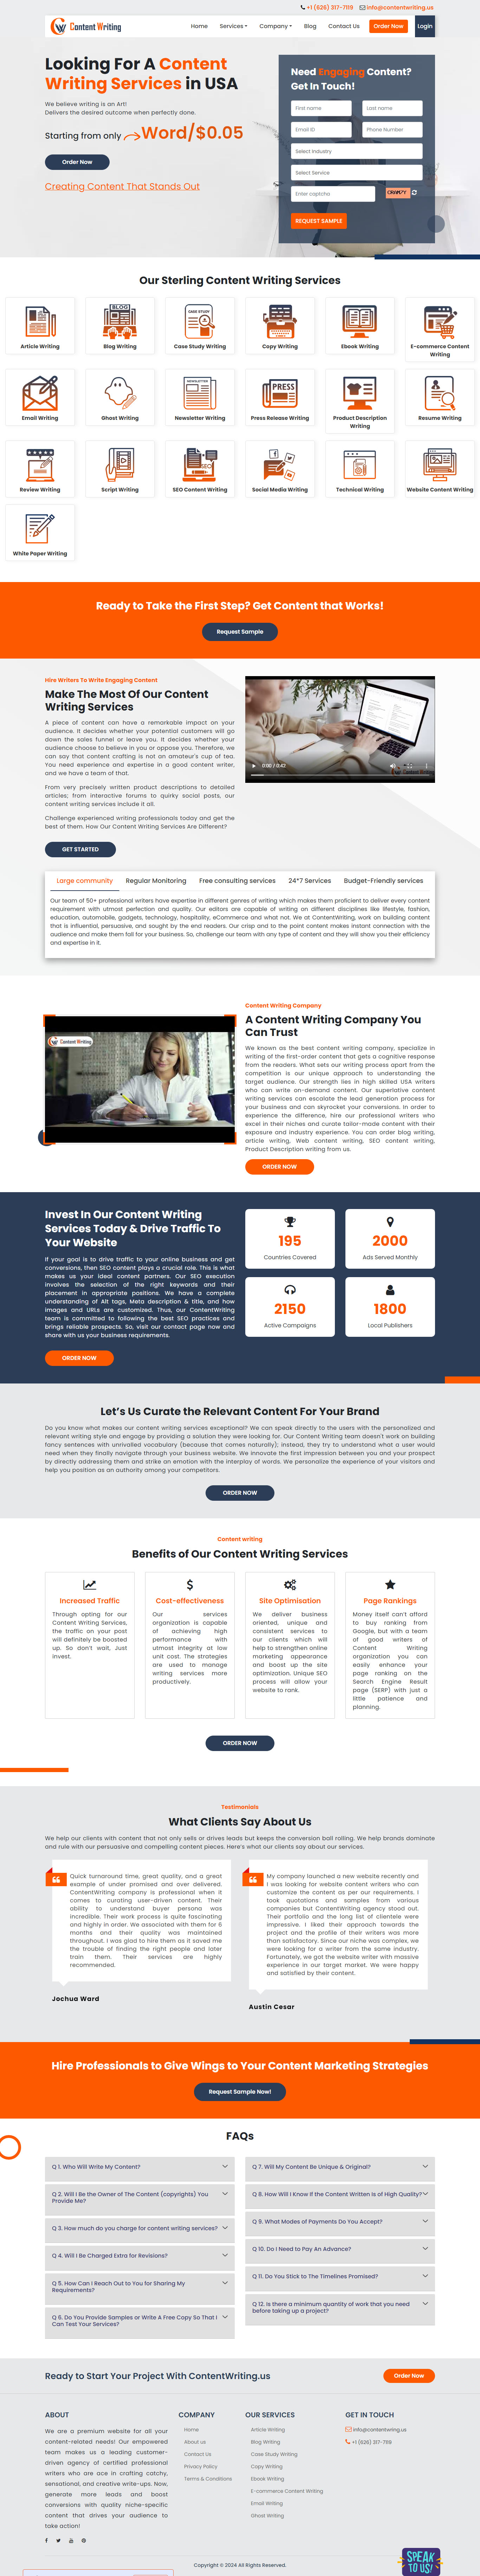 +1 (626) 317-7119 info@contentwriting.us
Content Writing Home Services Company Blog Contact Us Order Now Login
Looking For A Content
Writing Services in USA
We believe writing is an Art!
Delivers the desired outcome when perfectly done.
Starting from only Word/$0.05
Order Now
Creating Content That Stands Out
Need Engaging Content?
Get In Touch!
First name Last name
Email ID Phone Number
Select Industry
Select Service
Enter captcha
REQUEST SAMPLE
Our Sterling Content Writing Services
Article Writing
BLOG
Blog Writing
Case Study Writing
Copy Writing
Ebook Writing
E-commerce Content
Writing
Email Writing
Ghost Writing
NEWSLETTER
Newsletter Writing
PRESS
Press Release Writing
Product Description
Writing
Resume Writing
Review Writing
Script Writing
SEO
SEO Content Writing
Social Media Writing
Technical Writing
Website Content Writing
White Paper Writing
Ready to Take the First Step? Get Content that Works!
Request Sample
Hire Writers To Write Engaging Content
Make The Most Of Our Content
Writing Services
A piece of content can have a remarkable impact on your
audience. It decides whether your potential customers will go
down the sales funnel or leave you. It decides whether your
audience choose to believe in you or oppose you. Therefore, we
can say that content crafting is not an amateur's cup of tea.
You need experience and expertise in a good content writer,
and we have a team of that.
From very precisely written product descriptions to detailed
articles; from interactive forums to quirky social posts, our
content writing services include it all.
Challenge experienced writing professionals today and get the
best of them. How Our Content Writing Services Are Different?
GET STARTED
0:00 / 0:42
Content Writing
Large community Regular Monitoring Free consulting services 24*7 Services Budget-Friendly services
Our team of 50+ professional writers have expertise in different genres of writing which makes them proficient to deliver every content
requirement with utmost perfection and quality. Our editors are capable of writing on different disciplines like lifestyle, fashion,
education, automobile, gadgets, technology, hospitality, eCommerce and what not. We at ContentWriting, work on building content
that is influential, persuasive, and sought by the end readers. Our crisp and to the point content makes instant connection with the
audience and make them fall for your business. So, challenge our team with any type of content and they will show you their efficiency
and expertise in it.
Content Writing
Content Writing Company
A Content Writing Company You
Can Trust
We known as the best content writing company, specialize in
writing of the first-order content that gets a cognitive response
from the readers. What sets our writing process apart from the
competition is our unique approach to understanding the
target audience. Our strength lies in high skilled USA writers
who can write on-demand content. Our superlative content
writing services can escalate the lead generation process for
your business and can skyrocket your conversions. In order to
experience the difference, hire our professional writers who
excel in their niches and curate tailor-made content with their
exposure and industry experience. You can order blog writing,
article writing, Web content writing, SEO content writing,
Product Description writing from us.
ORDER NOW
Invest In Our Content Writing
Services Today & Drive Traffic To
Your Website
If your goal is to drive traffic to your online business and get
conversions, then SEO content plays a crucial role. This is what
makes us your ideal content partners. Our SEO execution
involves the selection of the right keywords and their
placement in appropriate positions. We have a complete
understanding of Alt tags, Meta description & title, and how
images and URLs are customized. Thus, our ContentWriting
team is committed to following the best SEO practices and
brings reliable prospects. So, visit our contact page now and
share with us your business requirements.
ORDER NOW
195
Countries Covered
2000
Ads Served Monthly
2150
Active Campaigns
1800
Local Publishers
Let's Us Curate the Relevant Content For Your Brand
Do you know what makes our content writing services exceptional? We can speak directly to the users with the personalized and
relevant writing style and engage by providing a solution they were looking for. Our Content Writing team doesn't work on building
fancy sentences with unrivalled vocabulary (because that comes naturally); instead, they try to understand what a user would
need when they finally navigate through your business website. We innovate the first impression between you and your prospect
by directly addressing them and strike an emotion with the interplay of words. We personalize the experience of your visitors and
help you position as an authority among your competitors.
ORDER NOW
Content writing
Benefits of Our Content Writing Services
Increased Traffic
Through opting for our
Content Writing Services,
the traffic on your post
will definitely be boosted
up. So don't wait, Just
invest.
Cost-effectiveness
Our services
organization is capable
of achieving high
performance with
utmost integrity at low
unit cost. The strategies
are used to manage
writing services more
productively.
Site Optimisation
We deliver business
oriented, unique and
consistent services to
our clients which will
help to strengthen online
marketing appearance
and boost up the site
optimization. Unique SEO
process will allow your
website to rank.
Page Rankings
Money itself can't afford
to buy ranking from
Google, but with a team
of good writers of
Content Writing
organization you can
easily enhance your
page ranking on the
Search Engine Result
page (SERP) with just a
little patience and
planning.
ORDER NOW
Testimonials
What Clients Say About Us
We help our clients with content that not only sells or drives leads but keeps the conversion ball rolling. We help brands dominate
and rule with our persuasive and compelling content pieces. Here's what our clients say about our services.
Quick turnaround time, great quality, and a great
example of under promised and over delivered.
ContentWriting company is professional when it
comes to curating user-driven content. Their
ability to understand buyer persona was
incredible. Their work process is quite fascinating
and highly in order. We associated with them for 6
months and their quality was maintained
throughout. I was glad to hire them as it saved me
the trouble of finding the right people and later
train them. Their services are highly
recommended.
Jochua Ward
My company launched a new website recently and
I was looking for website content writers who can
customize the content as per our requirements. I
took quotations and samples from various
companies but ContentWriting agency stood out.
Their portfolio and the long list of clientele were
impressive. I liked their approach towards the
project and the profile of their writers was more
than satisfactory. Since our niche was complex, we
were looking for a writer from the same industry.
Fortunately, we got the website writer with massive
experience in our target market. We were happy
and satisfied by their content.
Austin Cesar
Hire Professionals to Give Wings to Your Content Marketing Strategies
Request Sample Now!
FAQs
Q 1. Who Will Write My Content?
Q 2. Will I Be the Owner of The Content (copyrights) You
Provide Me?
Q 3. How much do you charge for content writing services?
Q 4. Will I Be Charged Extra for Revisions?
Q 5. How Can I Reach Out to You for Sharing My
Requirements?
Q 6. Do You Provide Samples or Write A Free Copy So That I
Can Test Your Services?
Q 7. Will My Content Be Unique & Original?
Q 8. How Will I Know If the Content Written is of High Quality?
Q 9. What Modes of Payments Do You Accept?
Q 10. Do I Need to Pay An Advance?
Q 11. Do You Stick to The Timelines Promised?
Q 12. Is there a minimum quantity of work that you need
before taking up a project?
Ready to Start Your Project With ContentWriting.us
Order Now
ABOUT
We are a premium website for all your
content-related needs! Our empowered
team makes us a leading customer-
driven agency of certified professional
writers who are ace in crafting catchy,
sensational, and creative write-ups. Now,
generate more leads and boost
conversions with quality niche-specific
content that drives your audience to
take action!
COMPANY
Home
About us
Contact Us
Privacy Policy
Terms & Conditions
OUR SERVICES
Article Writing
Blog Writing
Case Study Writing
Copy Writing
Ebook Writing
E-commerce Content Writing
Email Writing
Ghost Writing
GET IN TOUCH
info@contentwriting.us
+1 (626) 317-7119
Copyright © 2024 All Rights Reserved.
SPEAK
TO US!